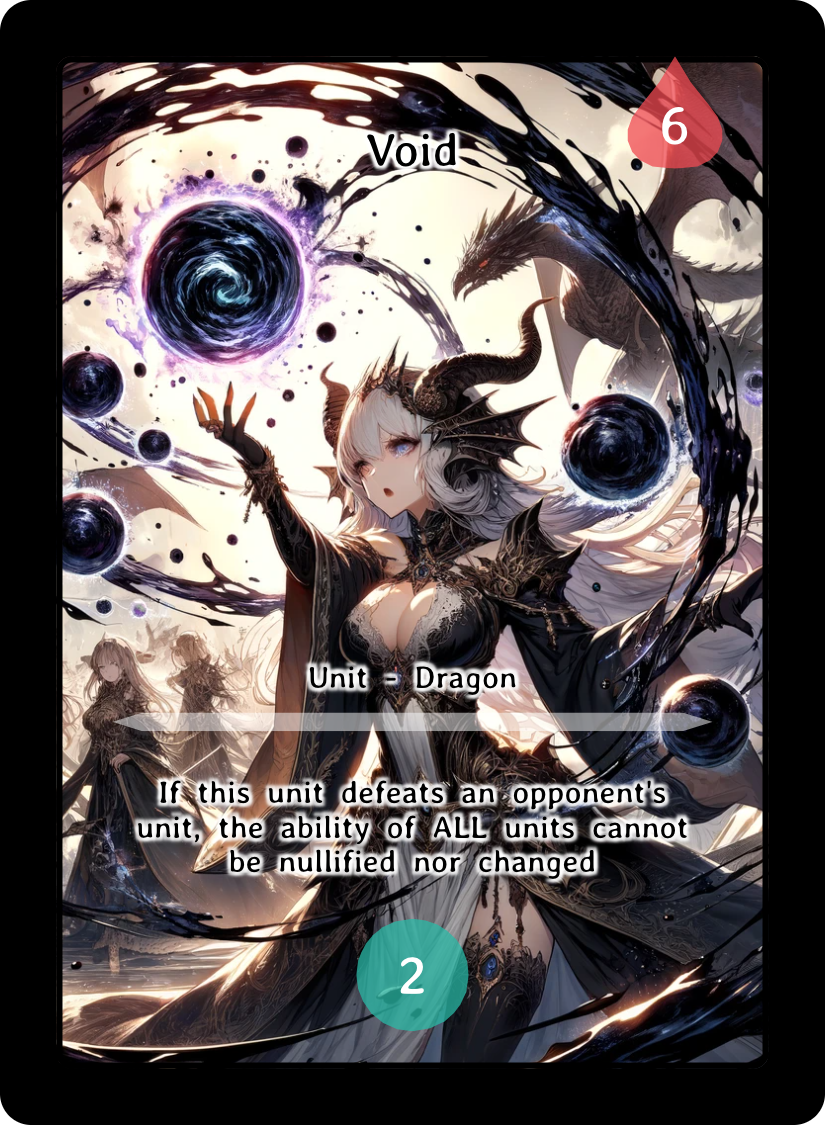 6
Void
Unit - Dragon
If this unit defeats an opponent's
unit, the ability of ALL units cannot
be nullified nor changed
2